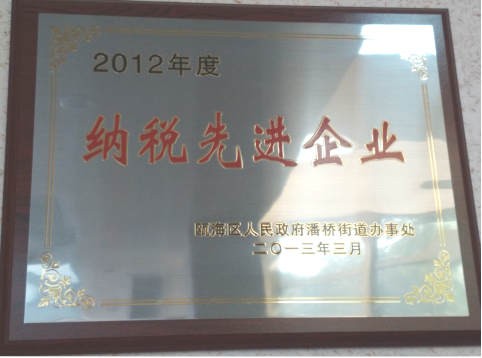 2012年度
纳税先进企业
瓯海区人民政府潘桥街道办事处
二〇一三年三月